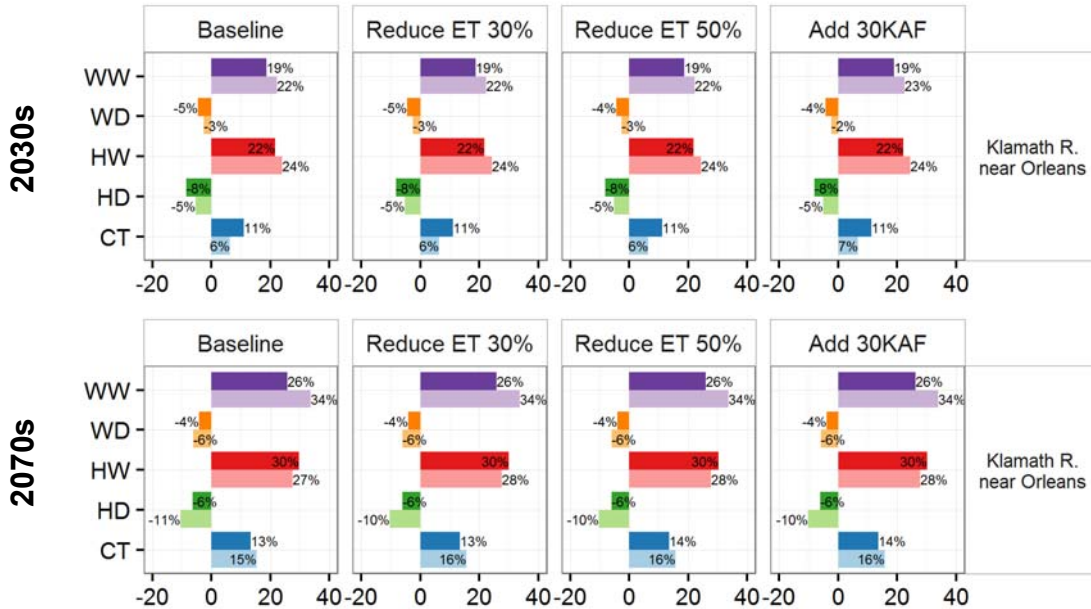 Baseline Reduce ET 30% Reduce ET 50% Add 30KAF
2030s
WW 19% 19% 19% 19%
22% 22% 22% 23%
WD -5% -5% -4% -4%
-3% -3% -3% -2%
HW 22% 22% 22% 22%
24% 24% 24% 24%
Klamath R.
near Orleans
HD -8% -8% -8% -8%
-5% -5% -5% -5%
CT 11% 11% 11% 11%
6% 6% 6% 7%
-20 0 20 40 -20 0 20 40 -20 0 20 40 -20 0 20 40
Baseline Reduce ET 30% Reduce ET 50% Add 30KAF
2070s
WW 26% 26% 26% 26%
34% 34% 34% 34%
WD -4% -4% -4% -4%
-6% -6% -6% -6%
HW 30% 30% 30% 30%
27% 28% 28% 28%
Klamath R.
near Orleans
HD -6% -6% -6% -6%
-11% -10% -10% -10%
CT 13% 13% 14% 14%
15% 16% 16% 16%
-20 0 20 40 -20 0 20 40 -20 0 20 40 -20 0 20 40